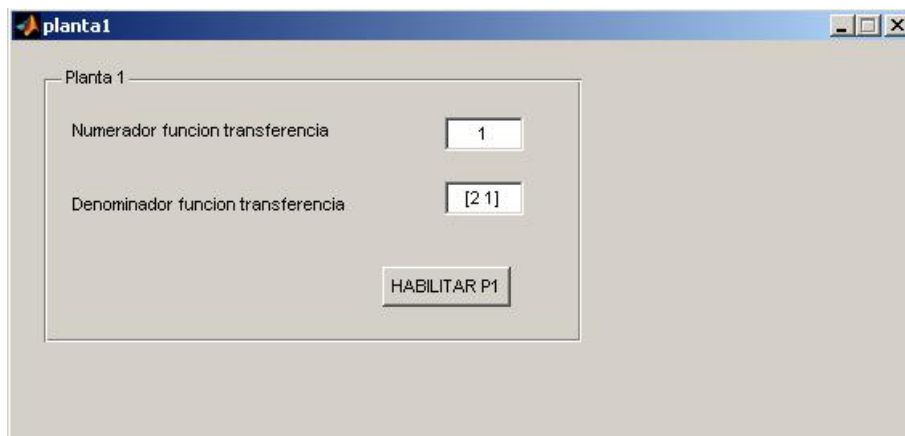 planta1
Planta 1
Numerador funcion transferencia 1
Denominador funcion transferencia [2 1]
HABILITAR P1